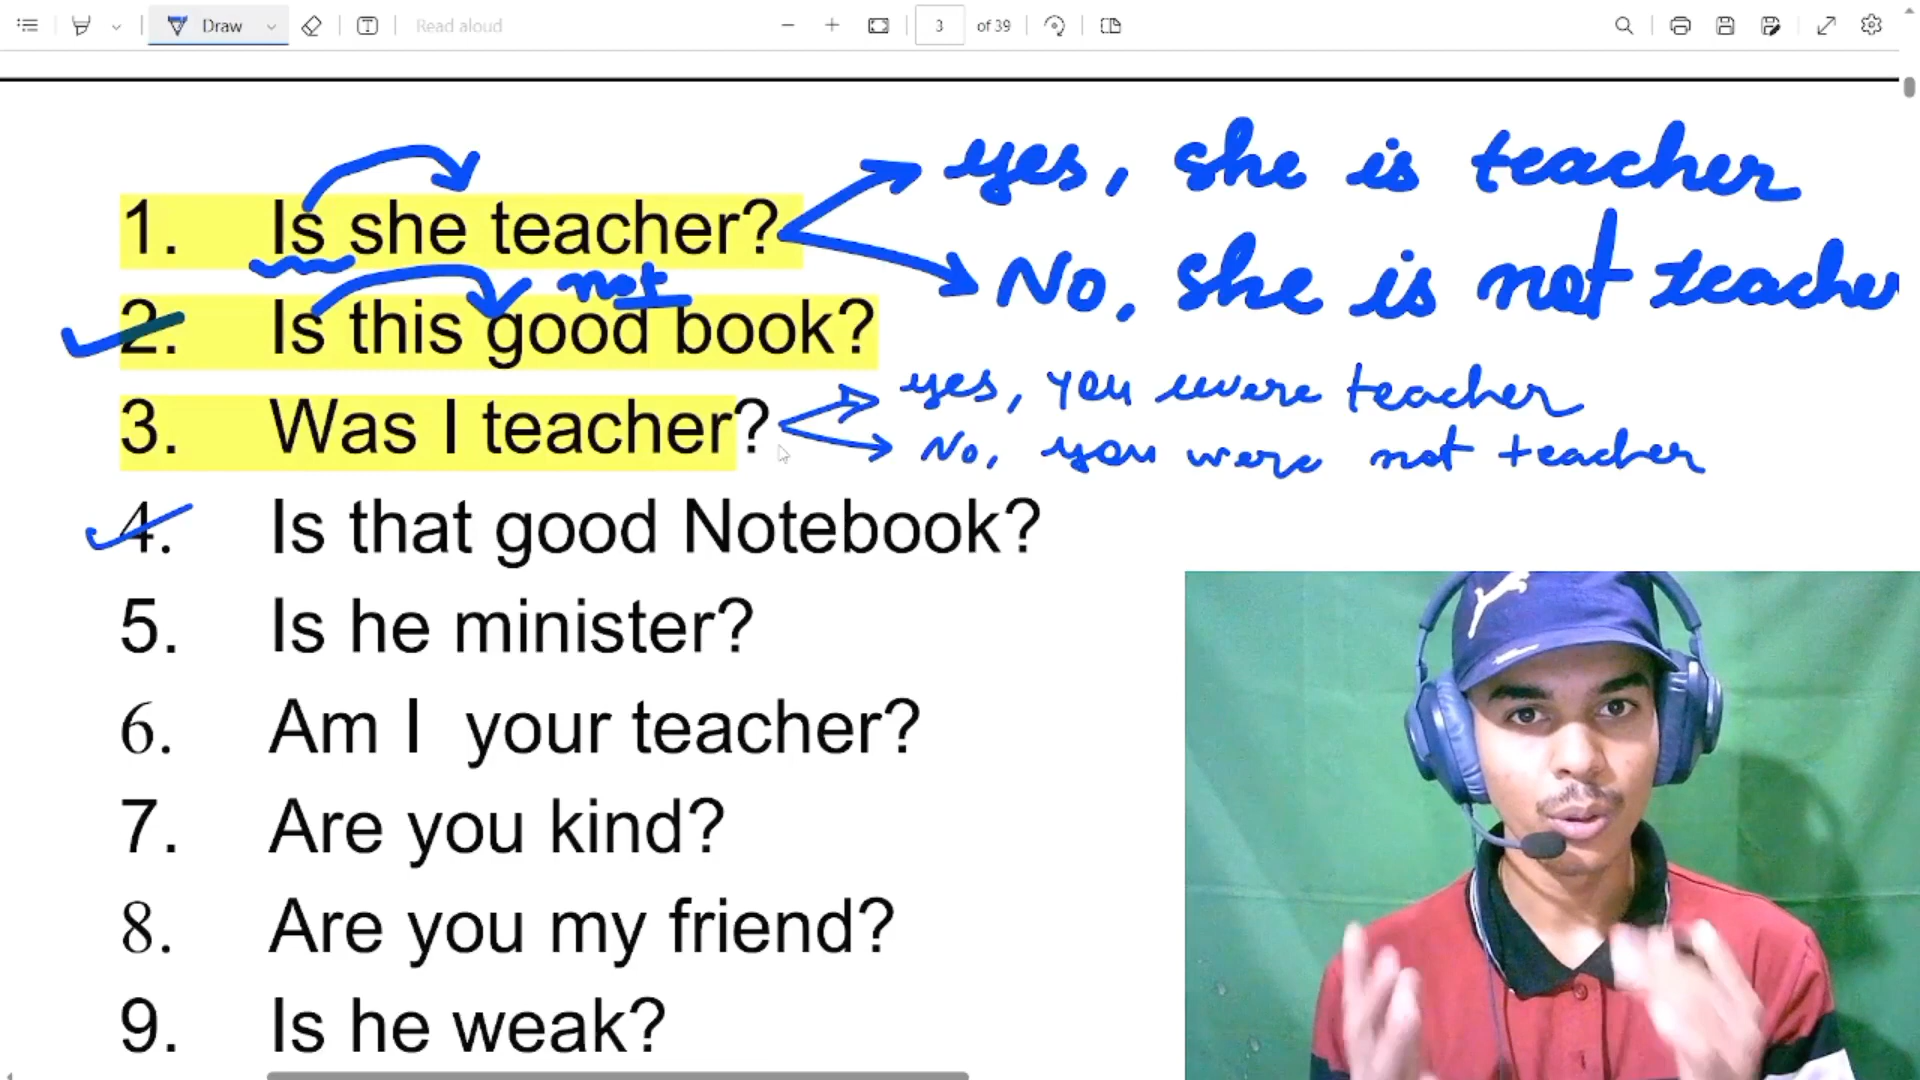 Draw
Read aloud
3 of 39
yes, she is teacher
1. Is she teacher?
No, she is not teacher
not
2. Is this good book?
yes, you were teacher
3. Was I teacher?
No, you were not teacher
4. Is that good Notebook?
5. Is he minister?
6. Am I your teacher?
7. Are you kind?
8. Are you my friend?
9. Is he weak?